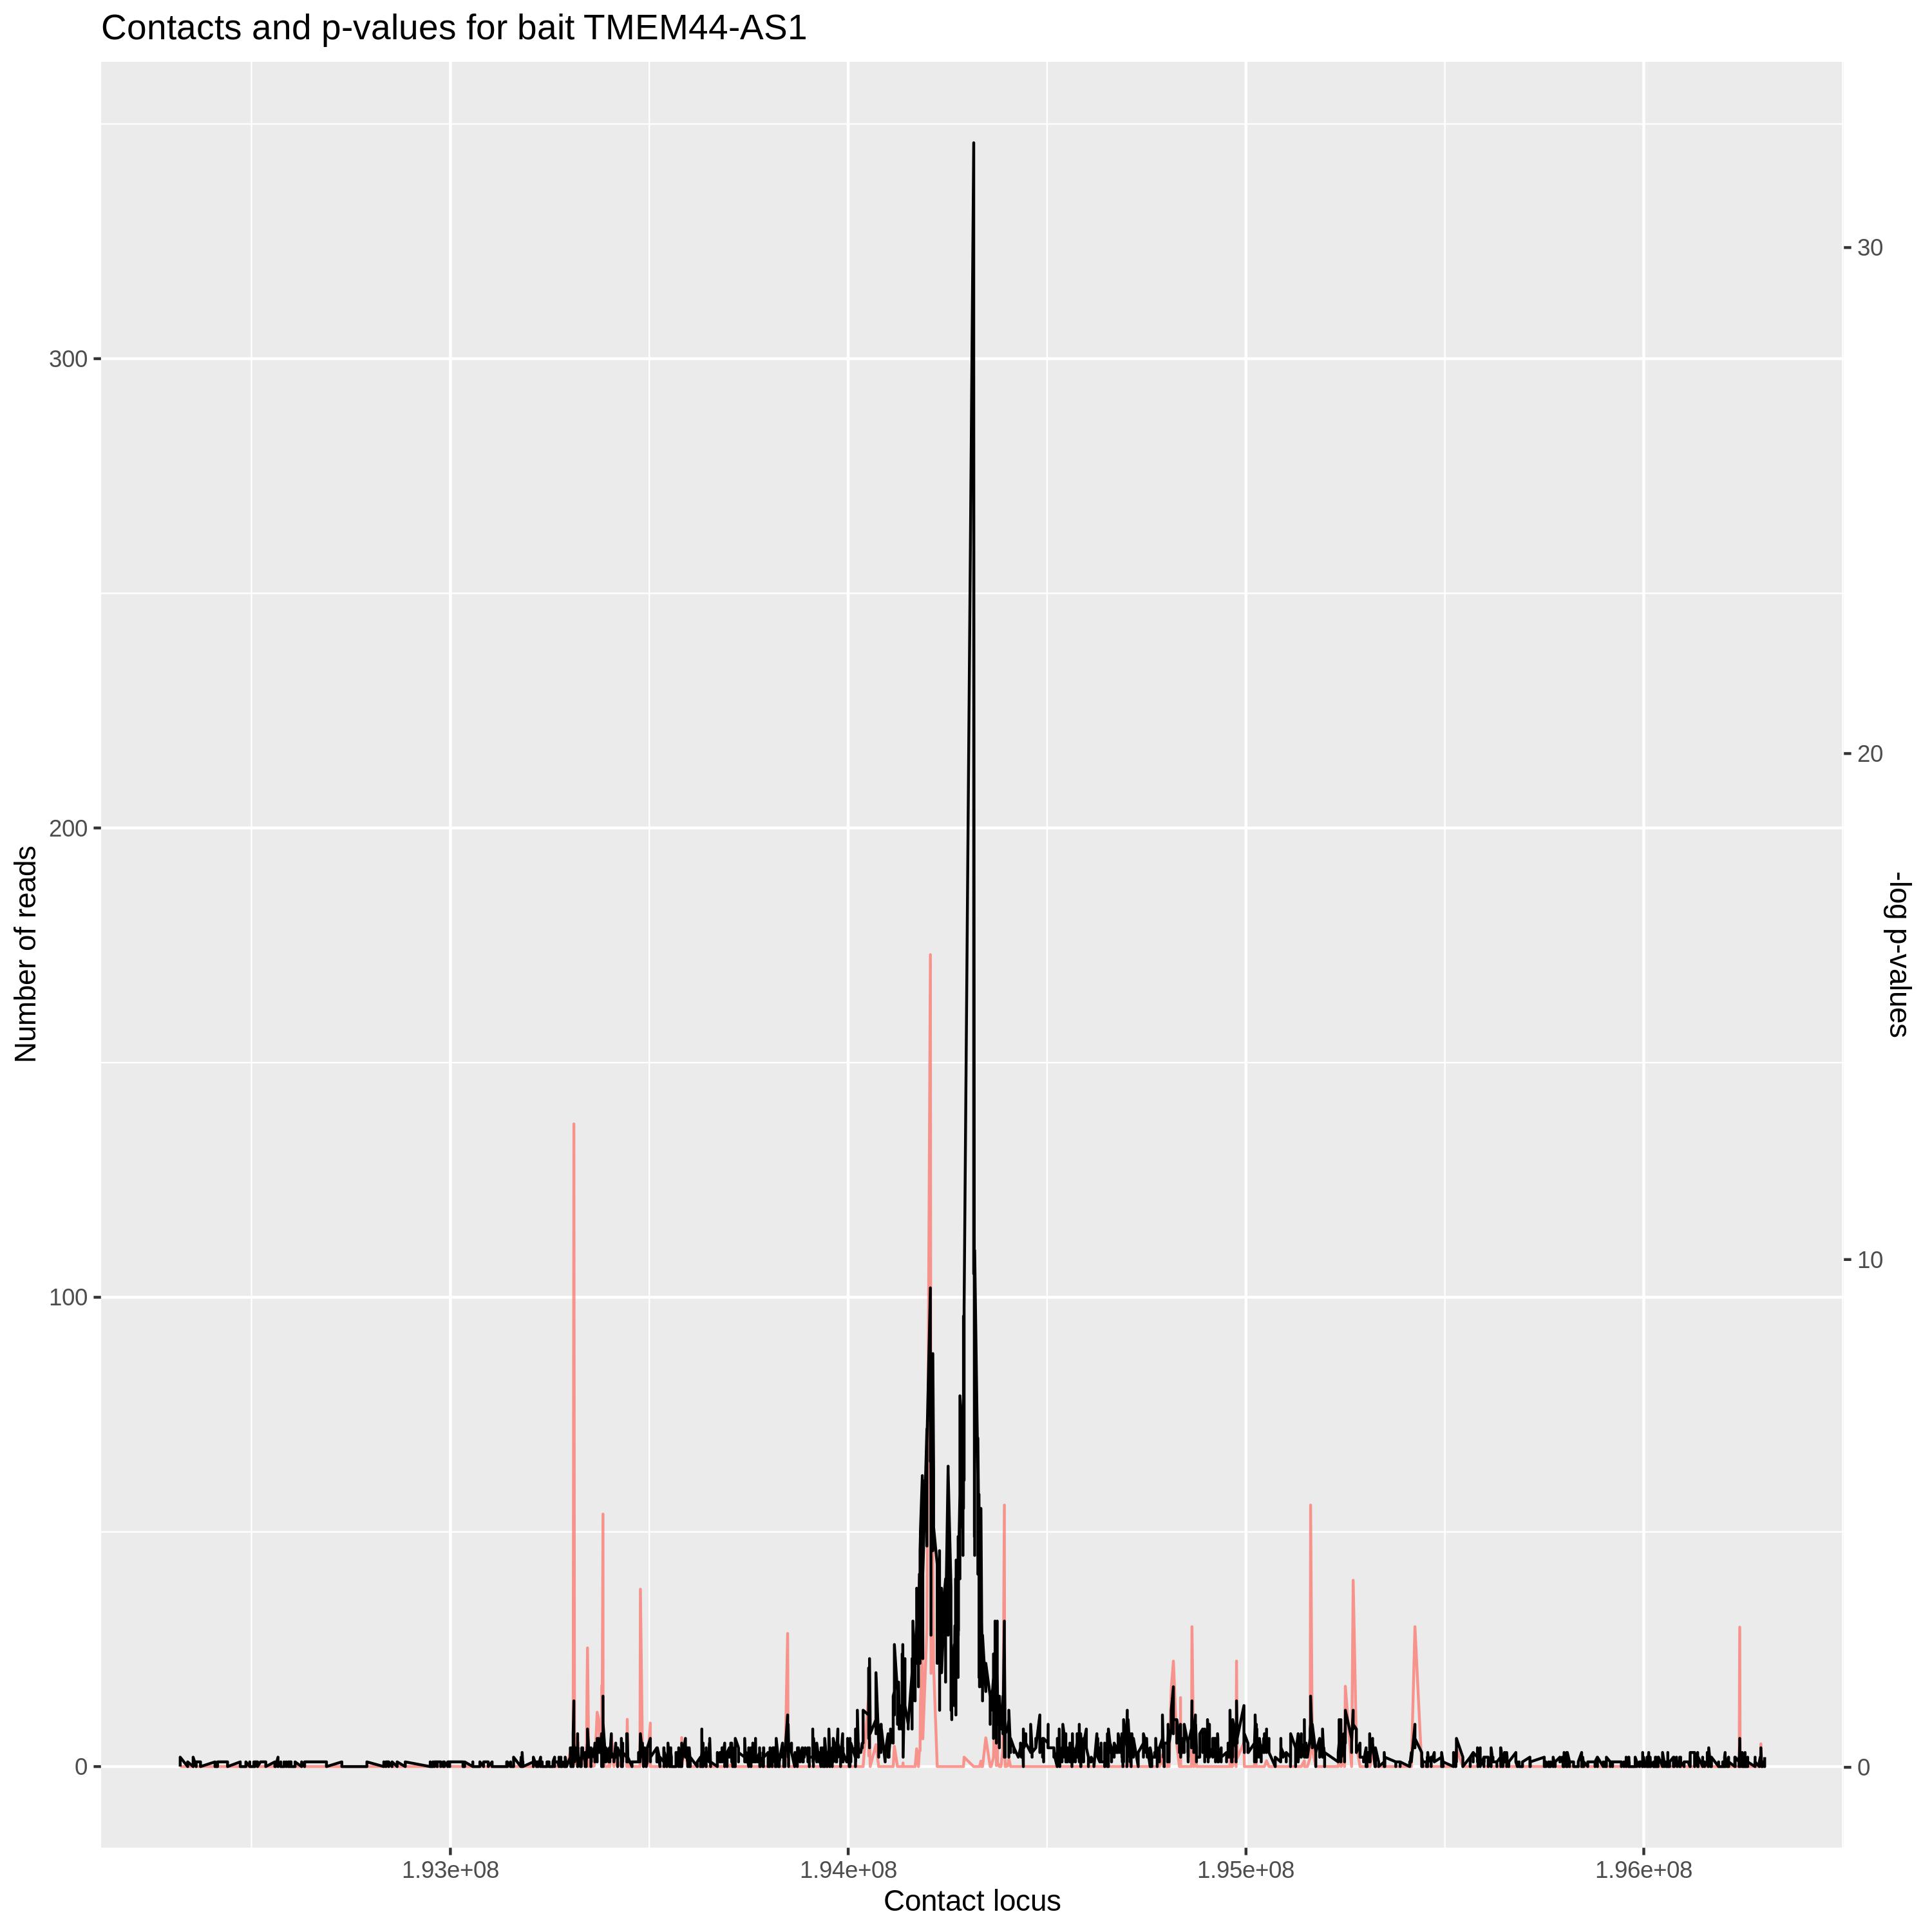 Contacts and p-values for bait TMEM44-AS1
300
200
100
0
30
20
10
0
Number of reads
-log p-values
1.93e+08
1.94e+08
1.95e+08
1.96e+08
Contact locus